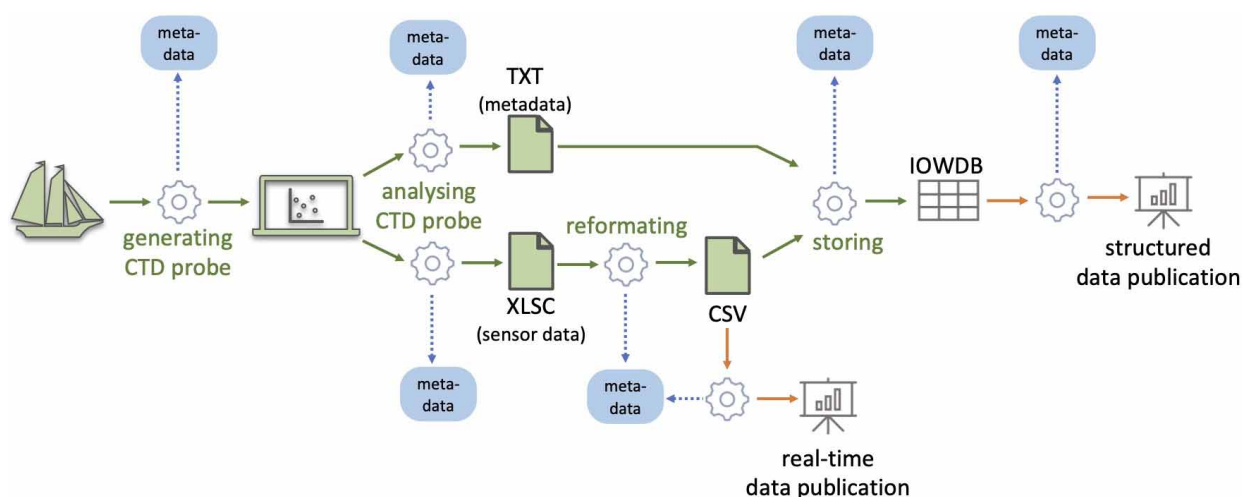 meta-
data
meta-
data
meta-
data
meta-
data
TXT
(metadata)
IOWDB
analysing
CTD probe
generating
CTD probe
reformating
storing
structured
data publication
XLSC
(sensor data)
CSV
meta-
data
meta-
data
real-time
data publication